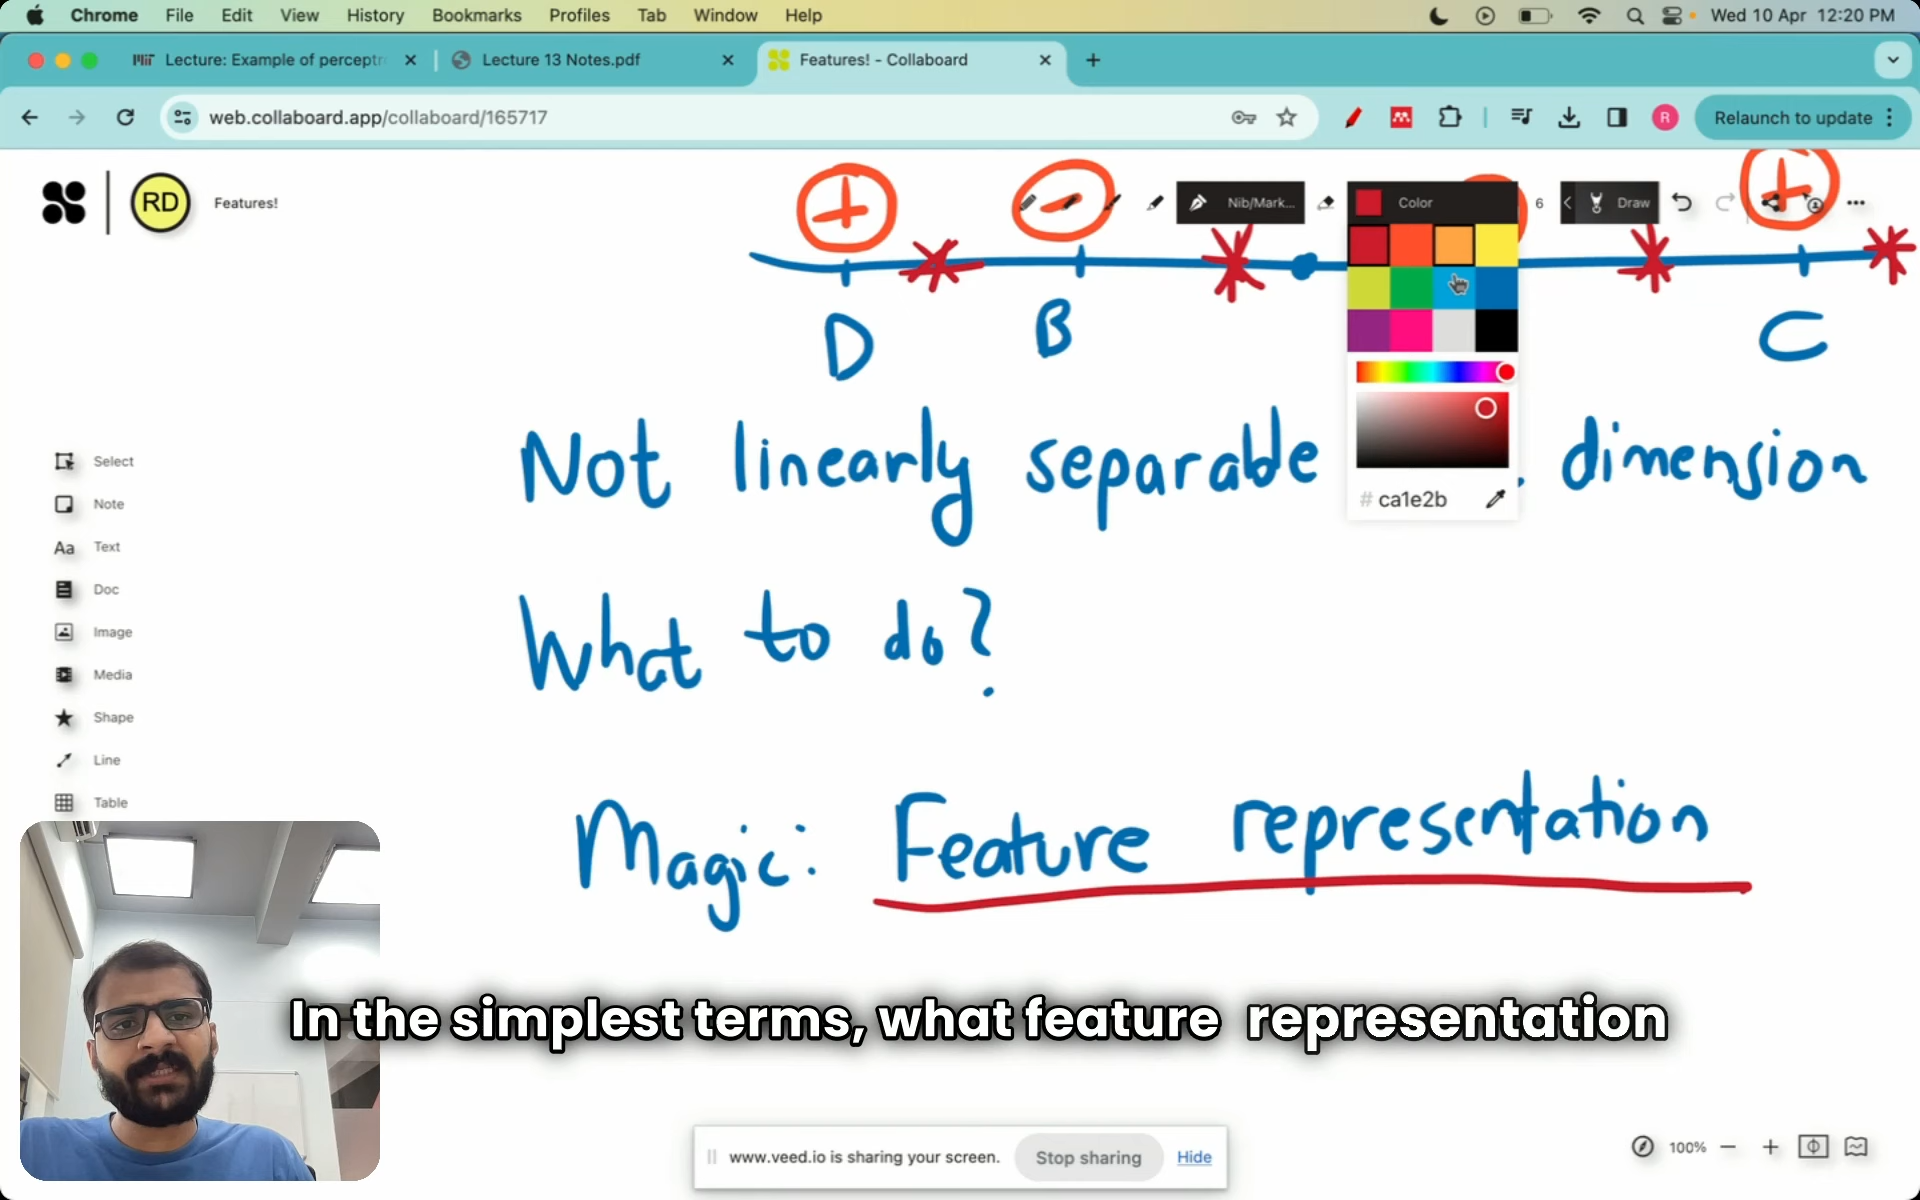 Chrome File Edit View History Bookmarks Profiles Tab Window Help Wed 10 Apr 12:20 PM
MIT Lecture: Example of perceptr Lecture 13 Notes.pdf Features! - Collaboard
web.collaboard.app/collaboard/165717 R Relaunch to update
RD Features! Nib/Mark... Color 6 Draw
+ - +
D B C
Not linearly separable dimension
# ca1e2b
Select
Note
Aa Text
Doc
What to do?
Image
Media
Shape
Line
Table
Magic: Feature representation
In the simplest terms, what feature representation
www.veed.io is sharing your screen. Stop sharing Hide
100%